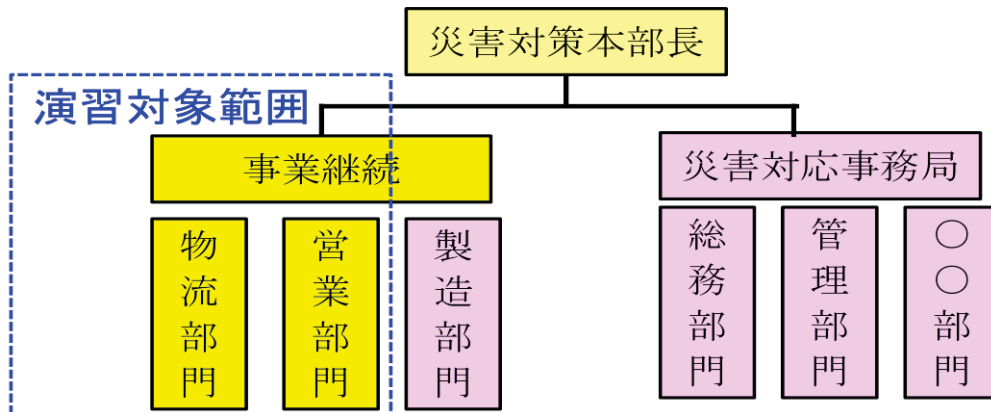 災害対策本部長
演習対象範囲
事業継続
災害対応事務局
物流部門
営業部門
製造部門
総務部門
管理部門
〇〇部門